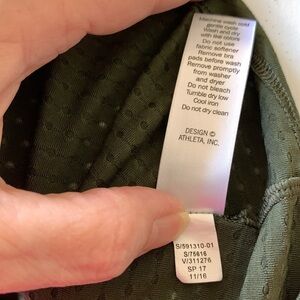 Machine wash cold
gentle cycle
Wash and dry
with like colors
Do not use
fabric softener
Remove bra
pads before wash
Remove promptly
from washer
and dryer
Do not bleach
Tumble dry low
Cool iron
Do not dry clean
DESIGN ©
ATHLETA, INC.
S/591310-01
S/75616
V/311276
SP 17
11/16